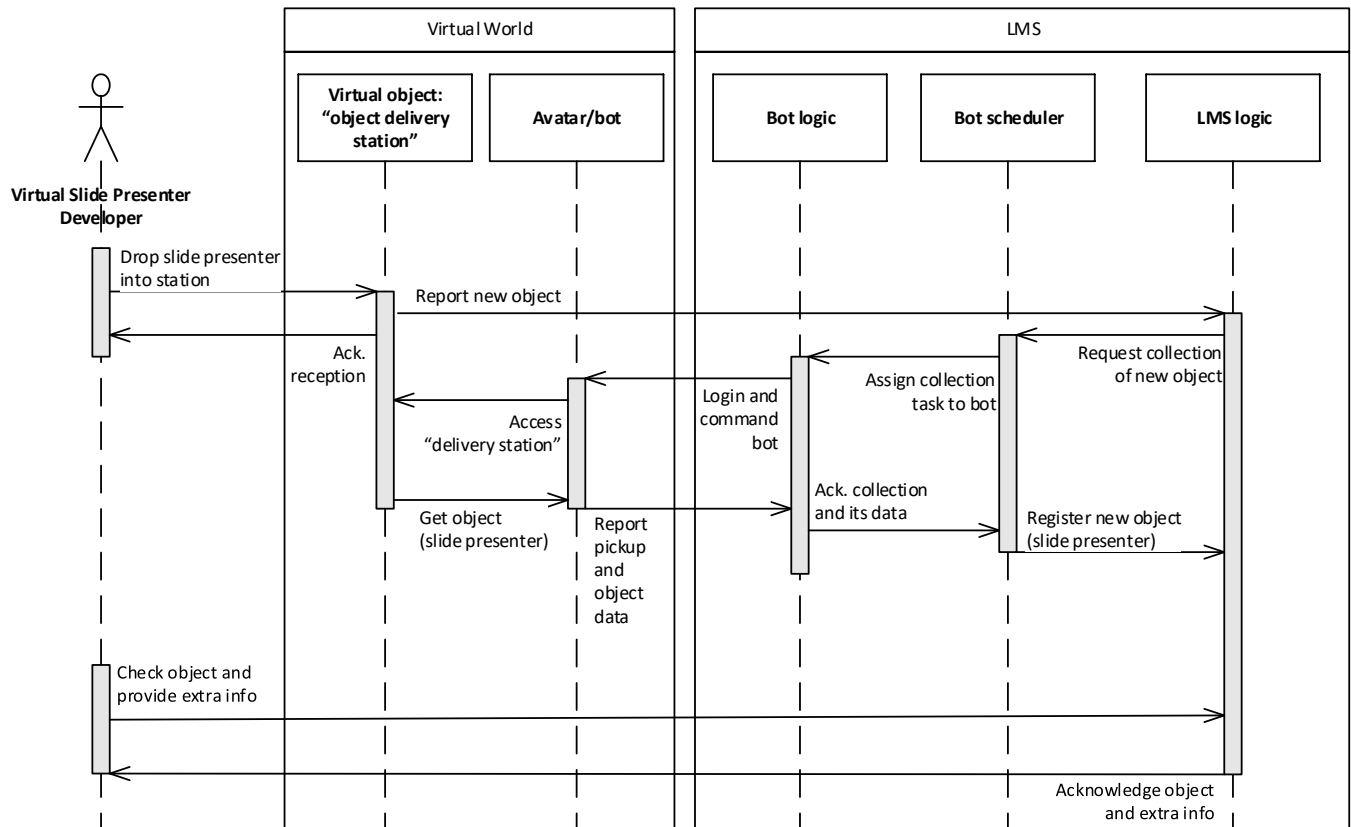 Virtual World
LMS
Virtual object:
“object delivery
station”
Avatar/bot
Bot logic
Bot scheduler
LMS logic
Virtual Slide Presenter
Developer
Drop slide presenter
into station
Report new object
Ack.
reception
Request collection
of new object
Assign collection
task to bot
Login and
command
bot
Access
“delivery station”
Get object
(slide presenter)
Report
pickup
and
object
data
Ack. collection
and its data
Register new object
(slide presenter)
Check object and
provide extra info
Acknowledge object
and extra info